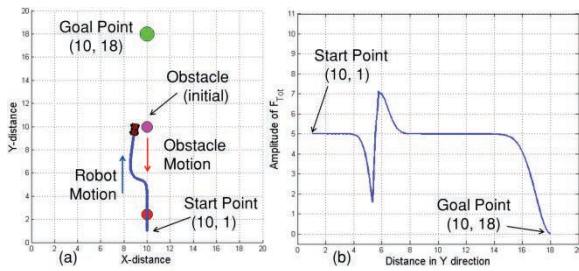 Goal Point
(10, 18)
Obstacle
(initial)
Obstacle
Motion
Robot
Motion
Start Point
(10, 1)
(a)
Y-distance
20
18
16
14
12
10
8
6
4
2
0
0 2 4 6 8 10 12 14 16 18 20
X-distance
Start Point
(10, 1)
Goal Point
(10, 18)
(b)
Amplitude of F_Tot
10
9
8
7
6
5
4
3
2
1
0
0 2 4 6 8 10 12 14 16 18 20
Distance in Y direction